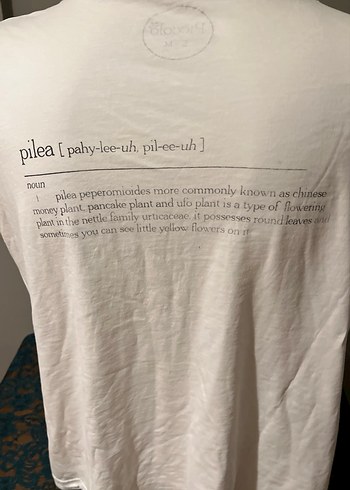 pilea [ pahy-lee-uh, pil-ee-uh ]
noun
1 pilea peperomioides more commonly known as chinese
money plant, pancake plant and ufo plant is a type of flowering
plant in the nettle family urticaceae. it possesses round leaves and
sometimes you can see little yellow flowers on it